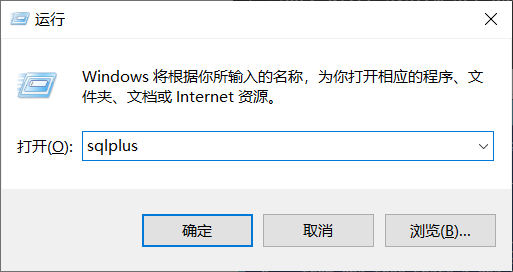 运行
Windows 将根据你所输入的名称，为你打开相应的程序、文
件夹、文档或 Internet 资源。
打开(O): sqlplus
确定 取消 浏览(B)...